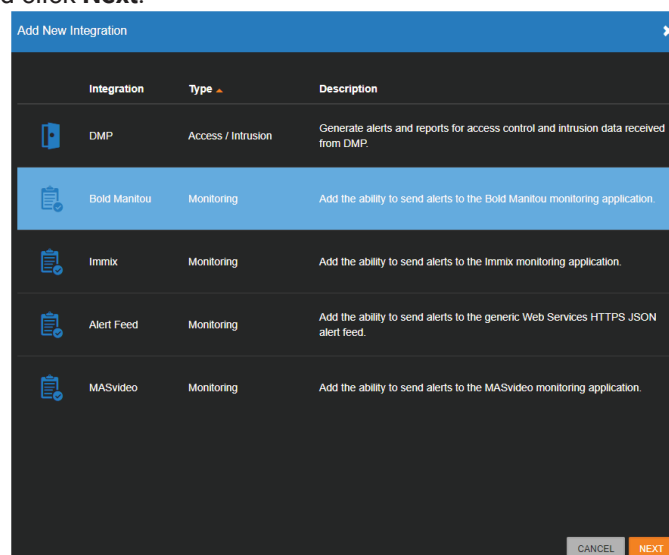 d click Next.
Add New Integration
Integration Type Description
DMP Access / Intrusion Generate alerts and reports for access control and intrusion data received
from DMP.
Bold Manitou Monitoring Add the ability to send alerts to the Bold Manitou monitoring application.
Immix Monitoring Add the ability to send alerts to the Immix monitoring application.
Alert Feed Monitoring Add the ability to send alerts to the generic Web Services HTTPS JSON
alert feed.
MASvideo Monitoring Add the ability to send alerts to the MASvideo monitoring application.
CANCEL NEXT